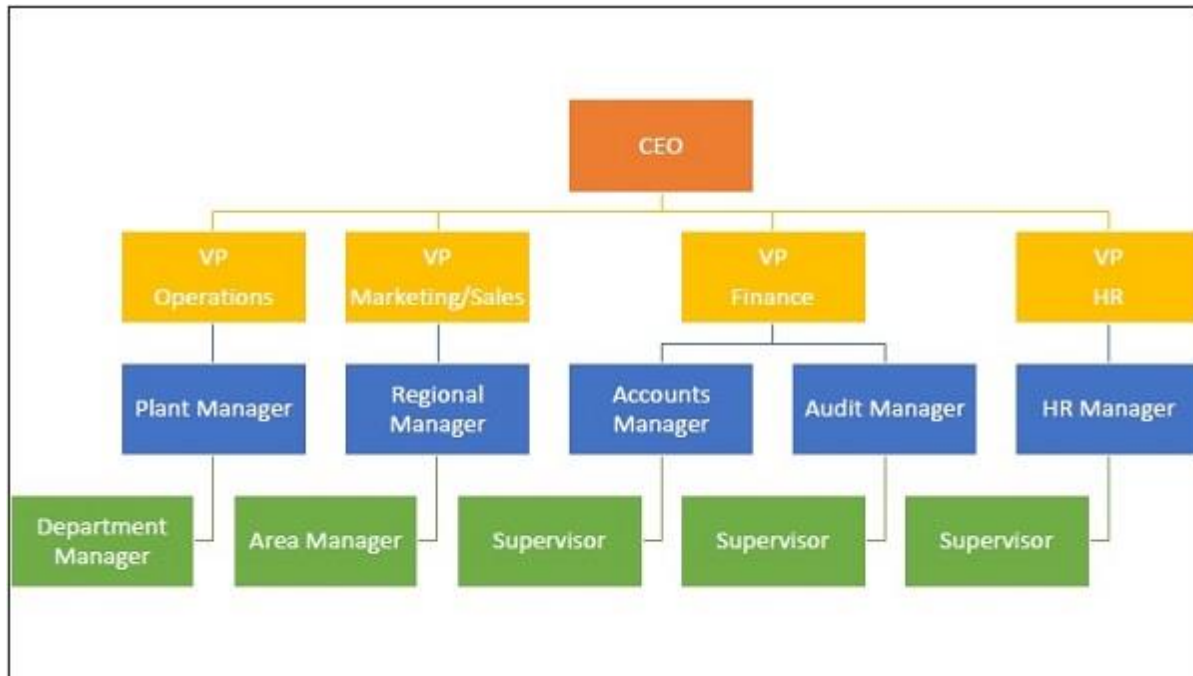 CEO
VP
Operations
VP
Marketing/Sales
VP
Finance
VP
HR
Plant Manager
Regional
Manager
Accounts
Manager
Audit Manager
HR Manager
Department
Manager
Area Manager
Supervisor
Supervisor
Supervisor